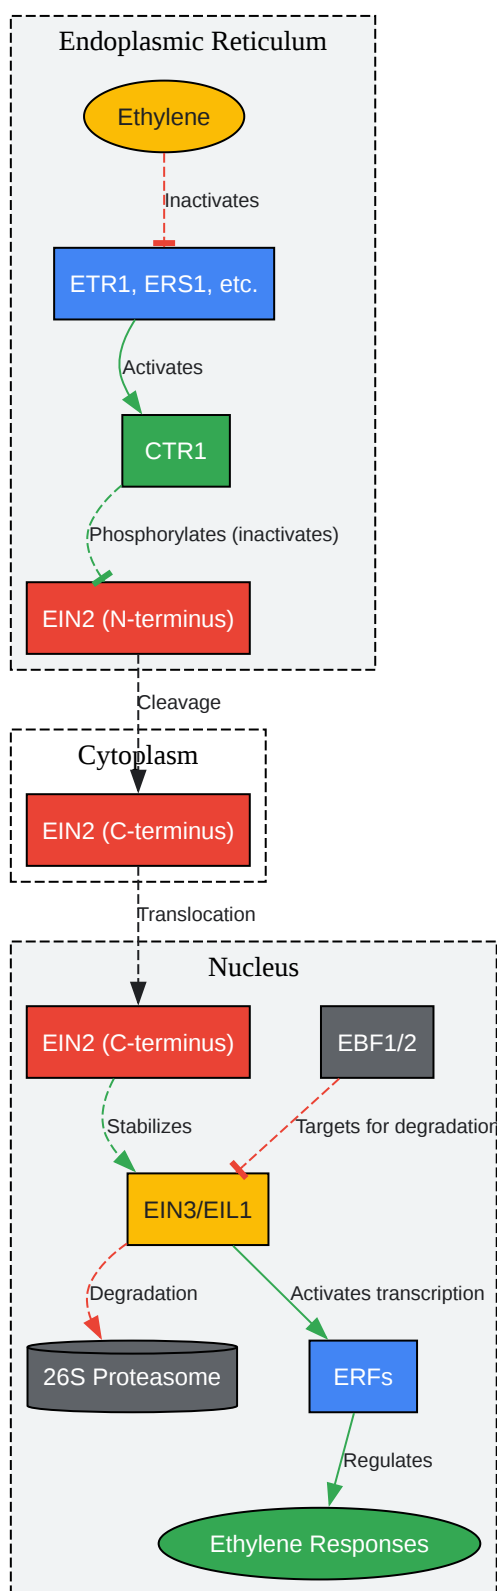 Endoplasmic Reticulum
Ethylene
Inactivates
ETR1, ERS1, etc.
Activates
CTR1
Phosphorylates (inactivates)
EIN2 (N-terminus)
Cleavage
Cytoplasm
EIN2 (C-terminus)
Translocation
Nucleus
EIN2 (C-terminus)
EBF1/2
Stabilizes
Targets for degradation
EIN3/EIL1
Degradation
Activates transcription
26S Proteasome
ERFs
Regulates
Ethylene Responses